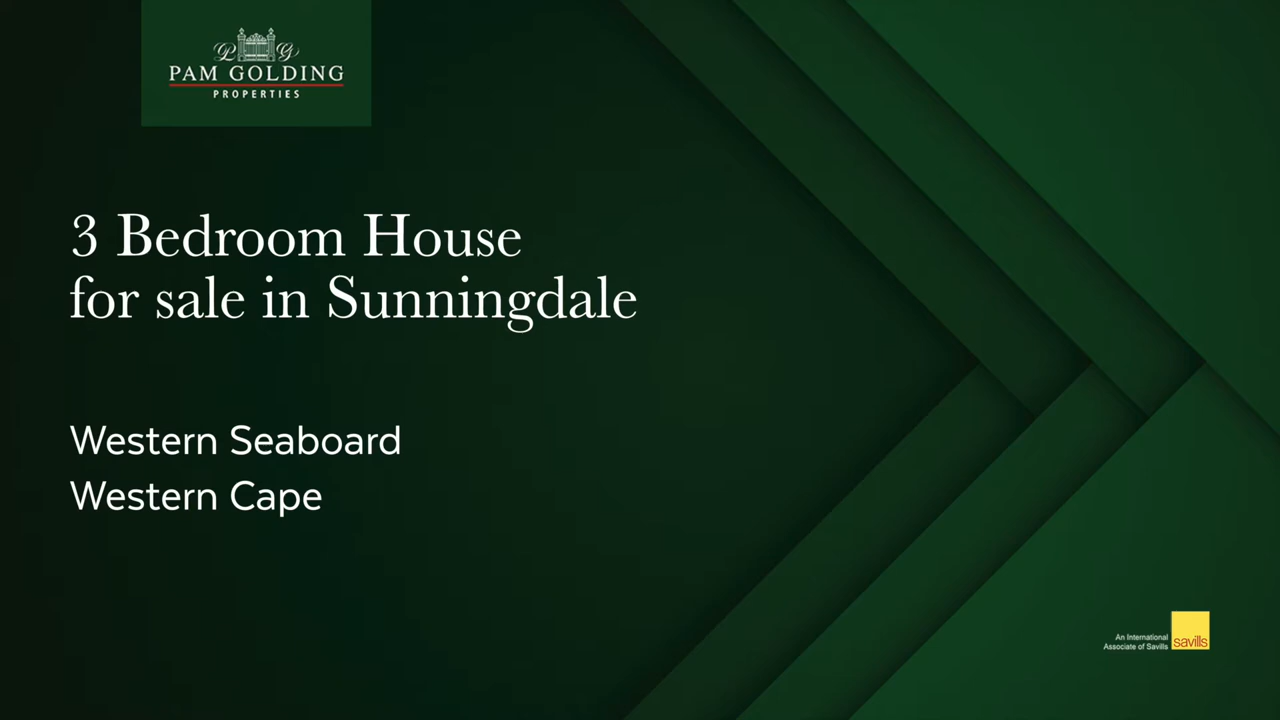 PG
PAM GOLDING
PROPERTIES
3 Bedroom House
for sale in Sunningdale
Western Seaboard
Western Cape
An International
Associate of Savills
savills